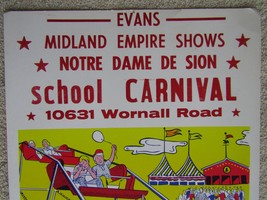 EVANS
MIDLAND EMPIRE SHOWS
NOTRE DAME DE SION
school CARNIVAL
10631 Wornall Road